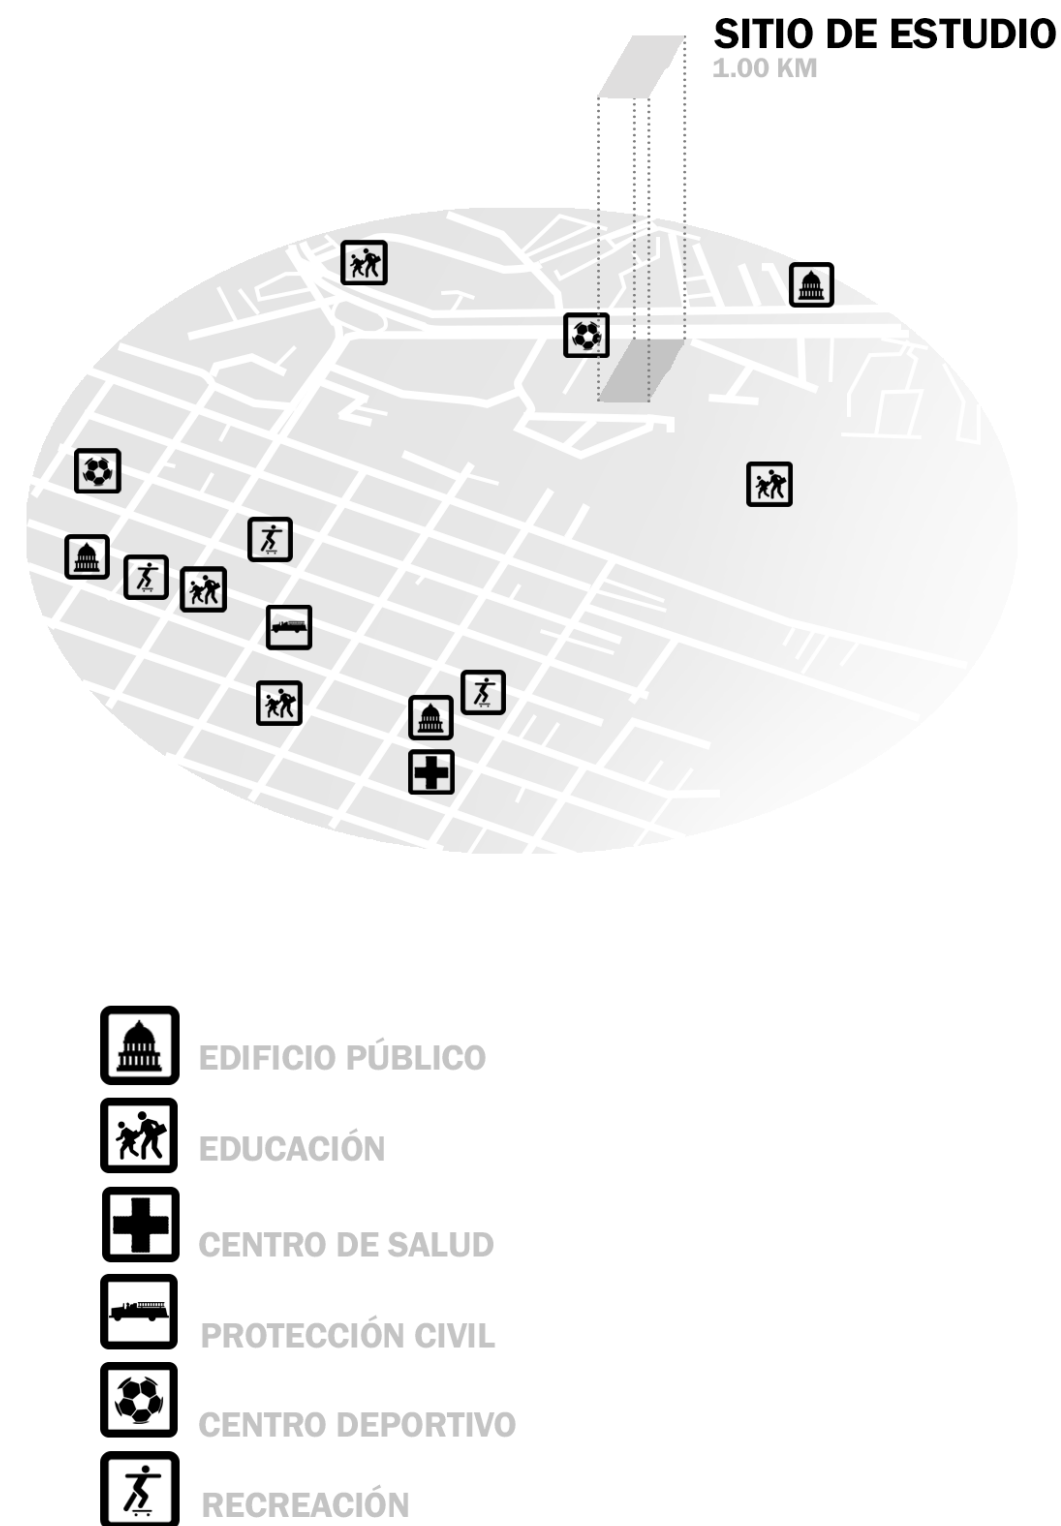 SITIO DE ESTUDIO
1.00 KM
EDIFICIO PÚBLICO
EDUCACIÓN
CENTRO DE SALUD
PROTECCIÓN CIVIL
CENTRO DEPORTIVO
RECREACIÓN